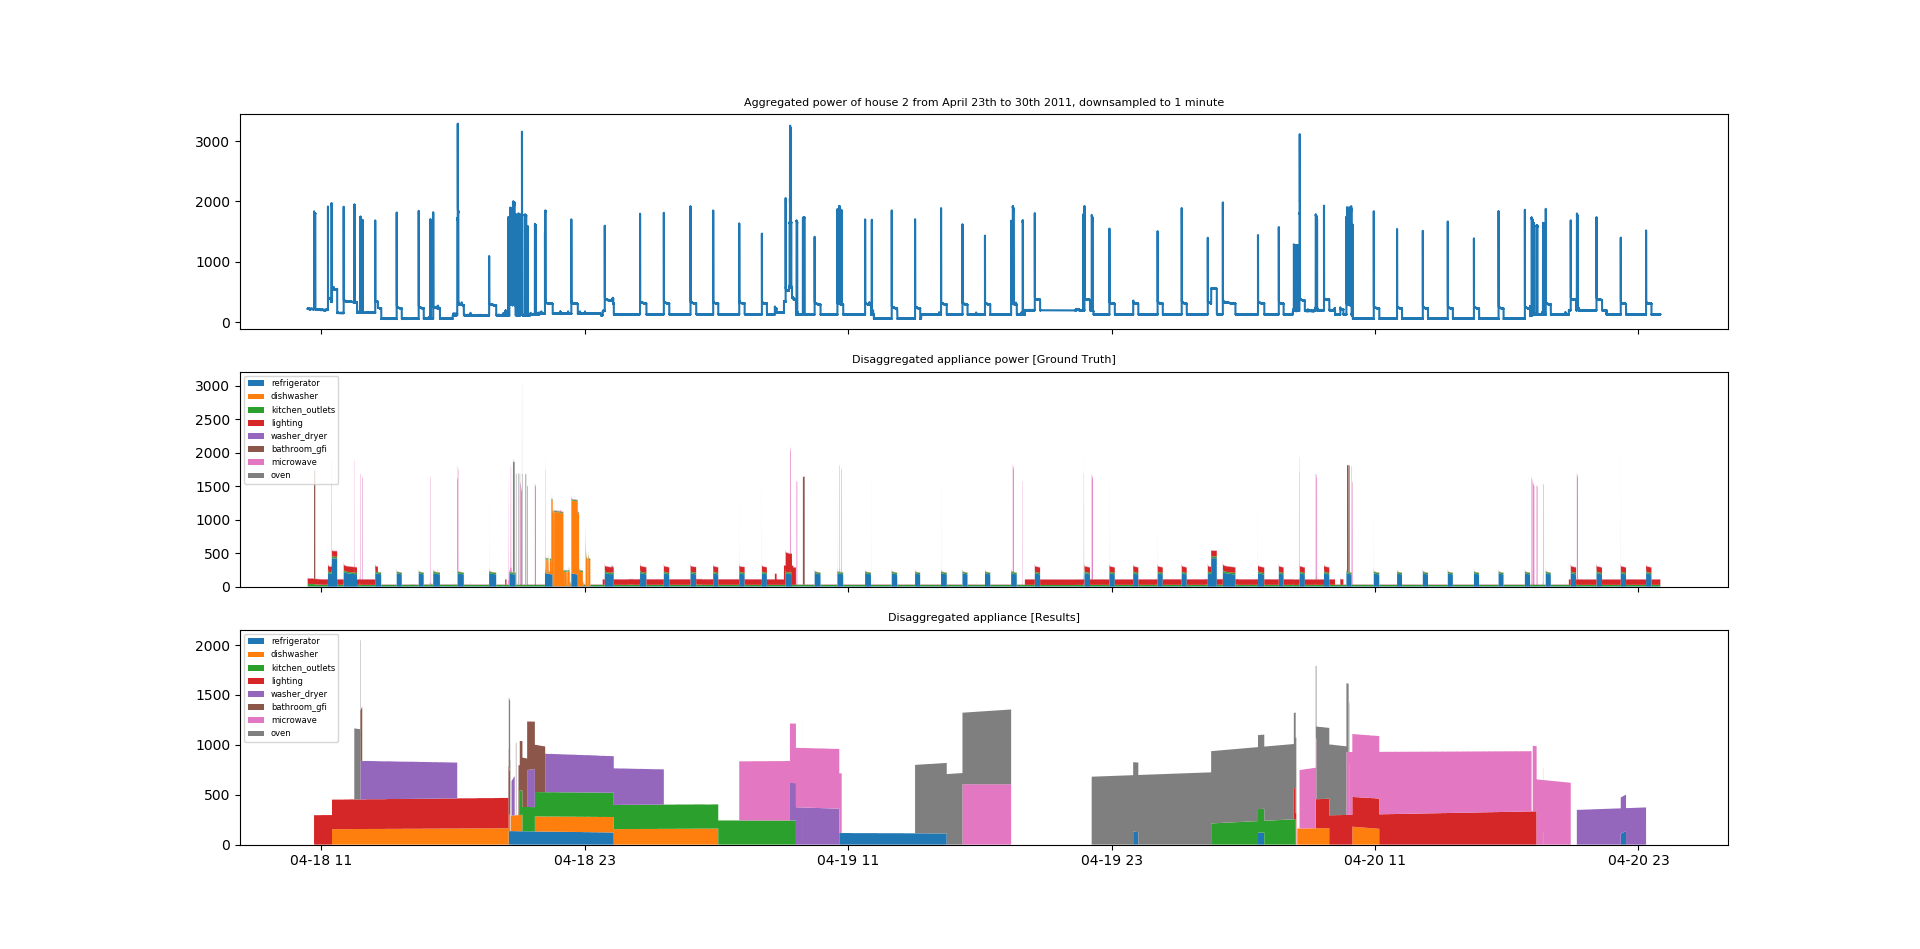 Aggregated power of house 2 from April 23th to 30th 2011, downsampled to 1 minute
3000
2000
1000
0
Disaggregated appliance power [Ground Truth]
3000
2500
2000
1500
1000
500
0
refrigerator
dishwasher
kitchen_outlets
lighting
washer_dryer
bathroom_gfi
microwave
oven
Disaggregated appliance [Results]
2000
1500
1000
500
0
refrigerator
dishwasher
kitchen_outlets
lighting
washer_dryer
bathroom_gfi
microwave
oven
04-18 11 04-18 23 04-19 11 04-19 23 04-20 11 04-20 23